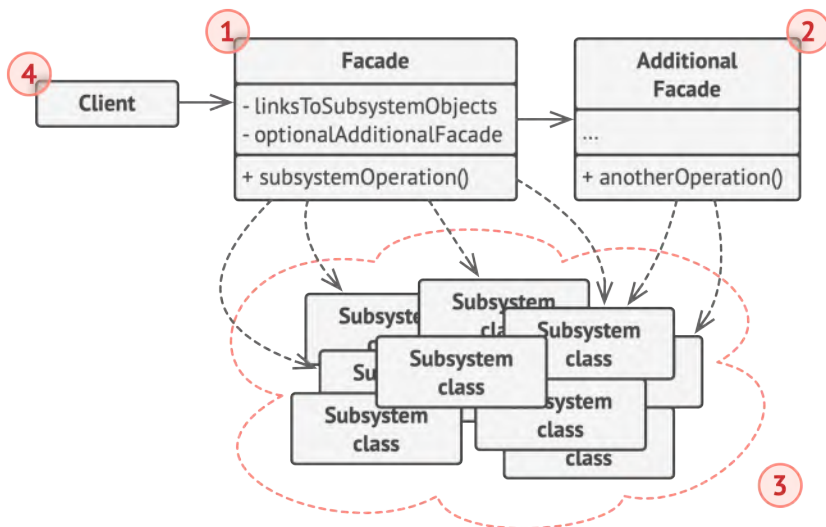 1
2
4
Client
Facade
- linksToSubsystemObjects
- optionalAdditionalFacade
+ subsystemOperation()
Additional
Facade
...
+ anotherOperation()
Subsystem
class
Subsystem
class
Subsystem
class
Subsystem
class
Subsystem
class
class
3